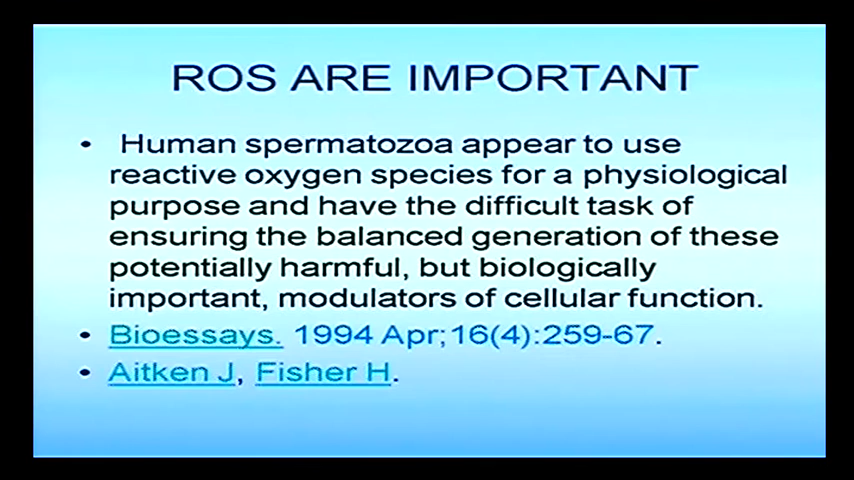 ROS ARE IMPORTANT
• Human spermatozoa appear to use
reactive oxygen species for a physiological
purpose and have the difficult task of
ensuring the balanced generation of these
potentially harmful, but biologically
important, modulators of cellular function.
• Bioessays. 1994 Apr;16(4):259-67.
• Aitken J, Fisher H.